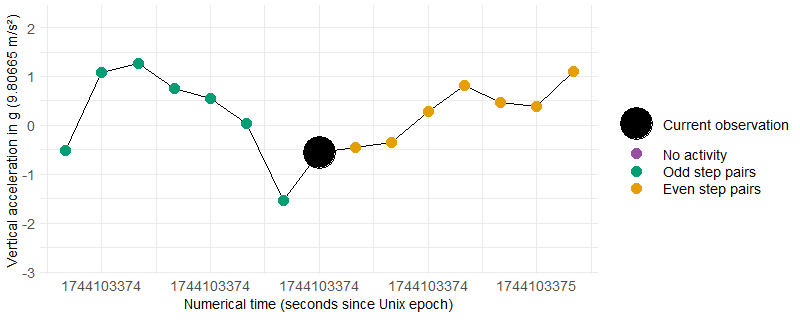 Vertical acceleration in g (9.80665 m/s²)
2
1
0
-1
-2
-3
1744103374 1744103374 1744103374 1744103374 1744103375
Numerical time (seconds since Unix epoch)
Current observation
No activity
Odd step pairs
Even step pairs